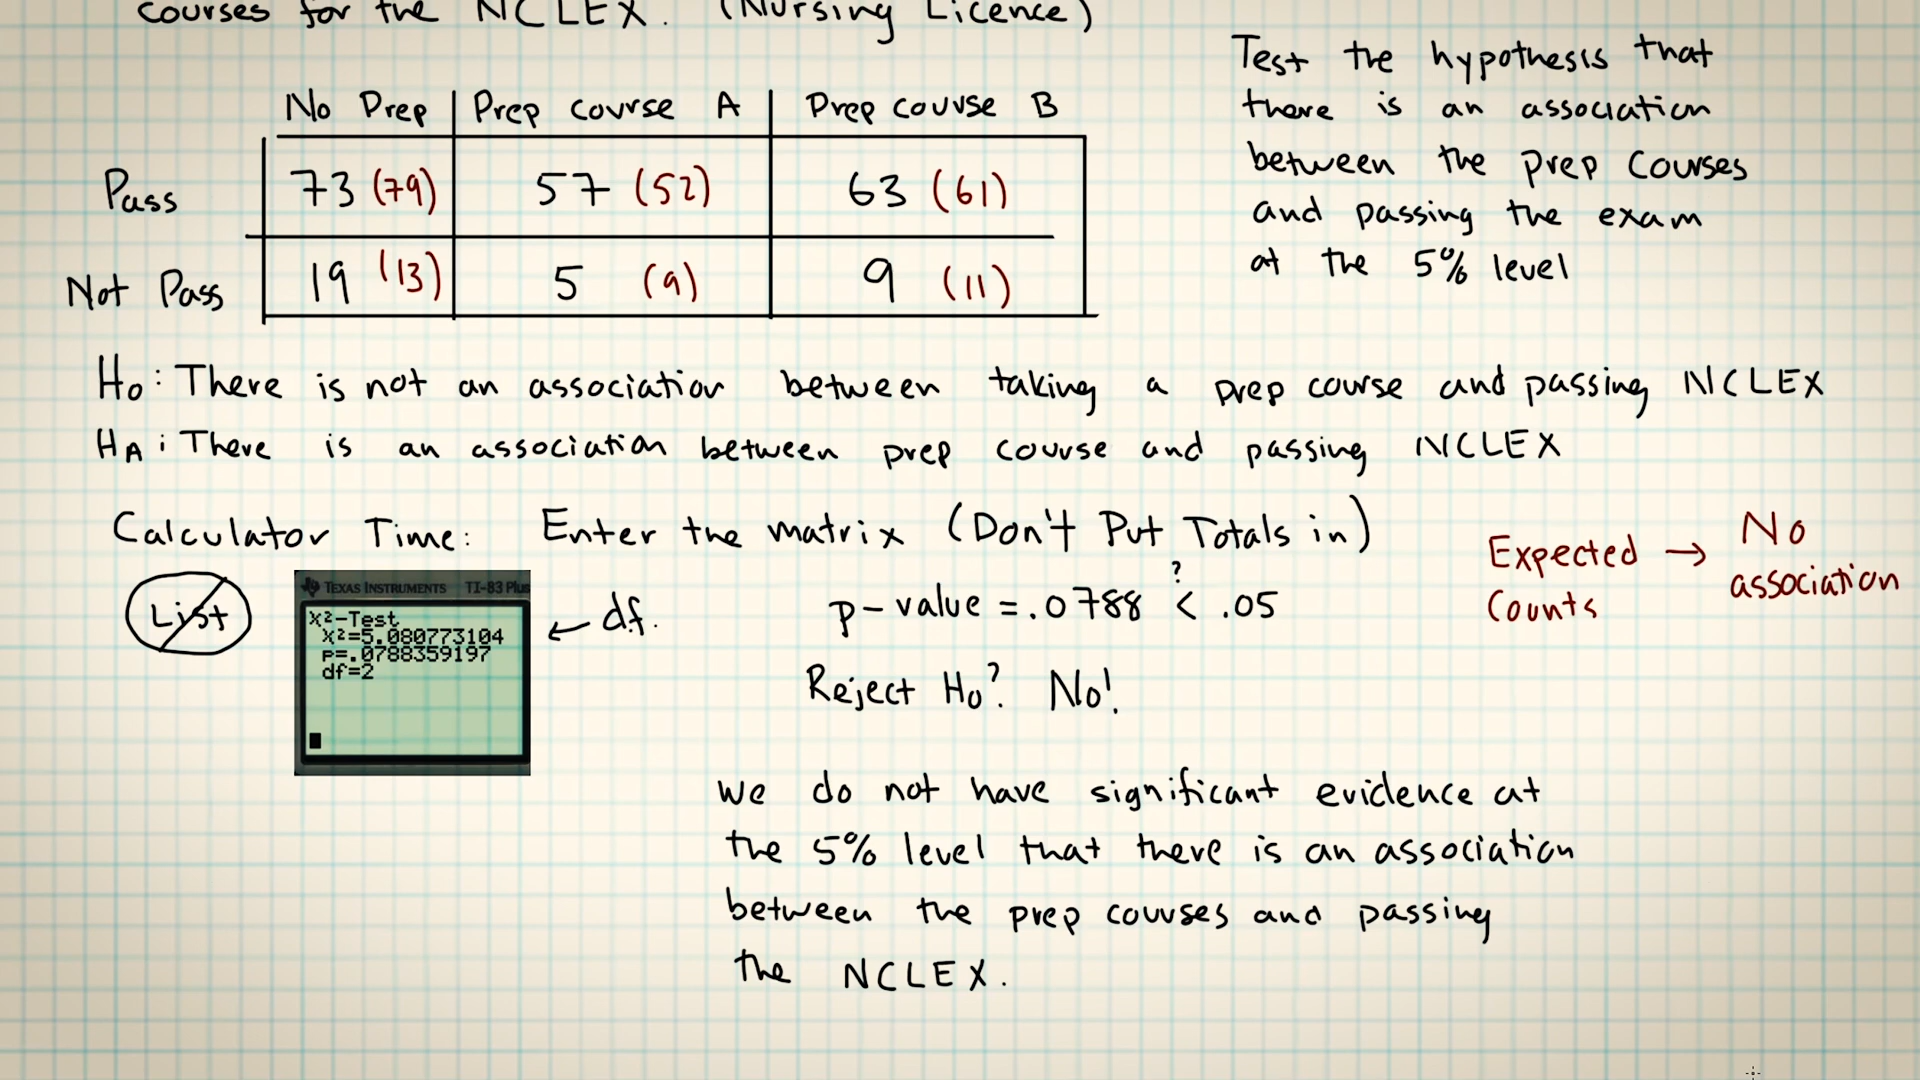 courses for the NCLEX. (Nursing Licence)
Test the hypothesis that
there is an association
between the prep courses
and passing the exam
at the 5% level
No Prep Prep course A Prep course B
Pass 73 (79) 57 (52) 63 (61)
Not Pass 19 (13) 5 (9) 9 (11)
Ho: There is not an association between taking a prep course and passing NCLEX
HA: There is an association between prep course and passing NCLEX
Calculator Time: Enter the matrix (Don't Put Totals in)
Expected → No
Counts association
List
TEXAS INSTRUMENTS TI-83 Plus
X²-Test
X²=5.080773104
P=.0788359197
df=2
← df.
p-value = .0788 <? .05
Reject Ho? No!
we do not have significant evidence at
the 5% level that there is an association
between the prep courses and passing
the NCLEX.